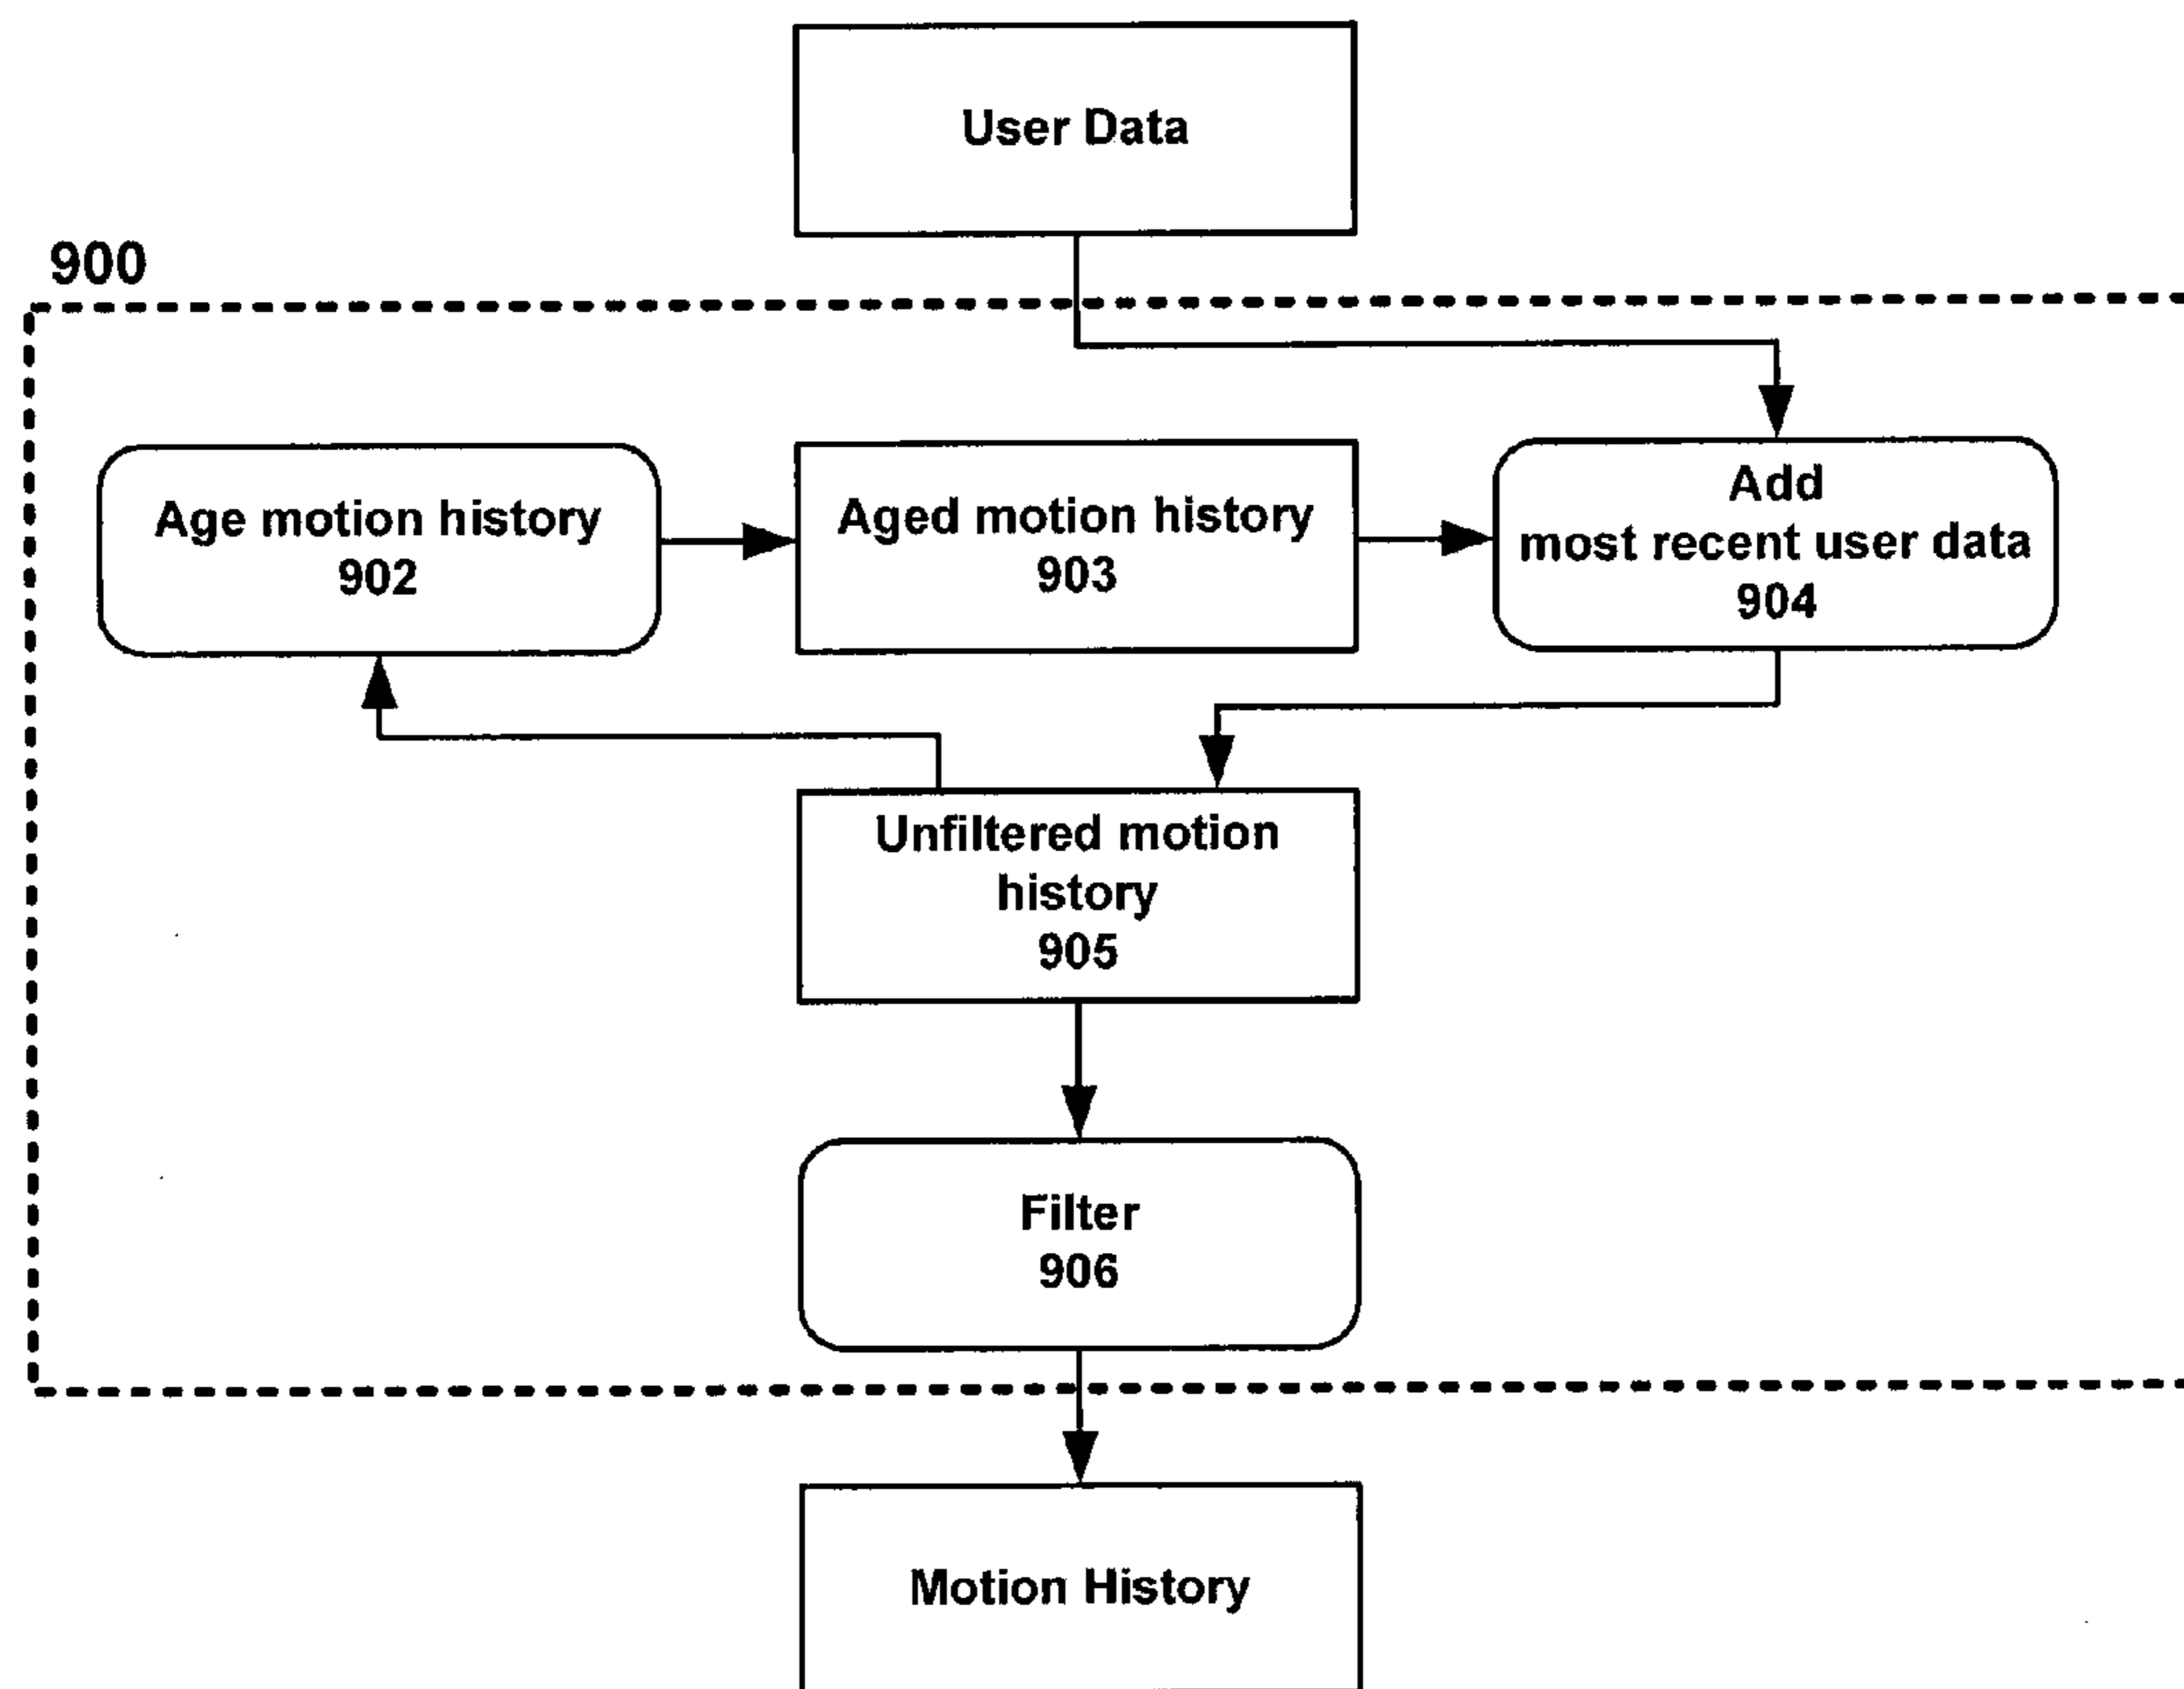 User Data
900
Age motion history
902
Aged motion history
903
Add
most recent user data
904
Unfiltered motion
history
905
Filter
906
Motion History